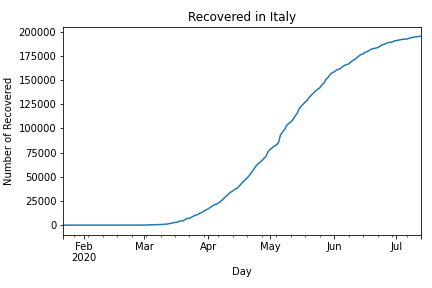 Recovered in Italy
200000
175000
150000
125000
100000
75000
50000
25000
0
Number of Recovered
Feb Mar Apr May Jun Jul
2020
Day